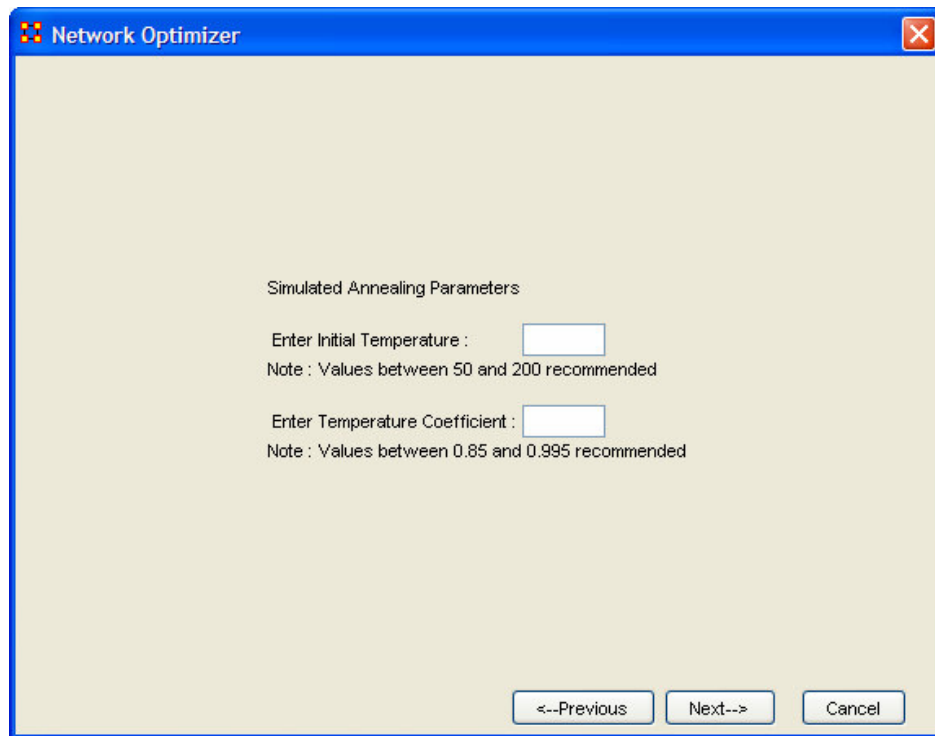 Network Optimizer
Simulated Annealing Parameters
Enter Initial Temperature :
Note : Values between 50 and 200 recommended
Enter Temperature Coefficient :
Note : Values between 0.85 and 0.995 recommended
<--Previous Next--> Cancel